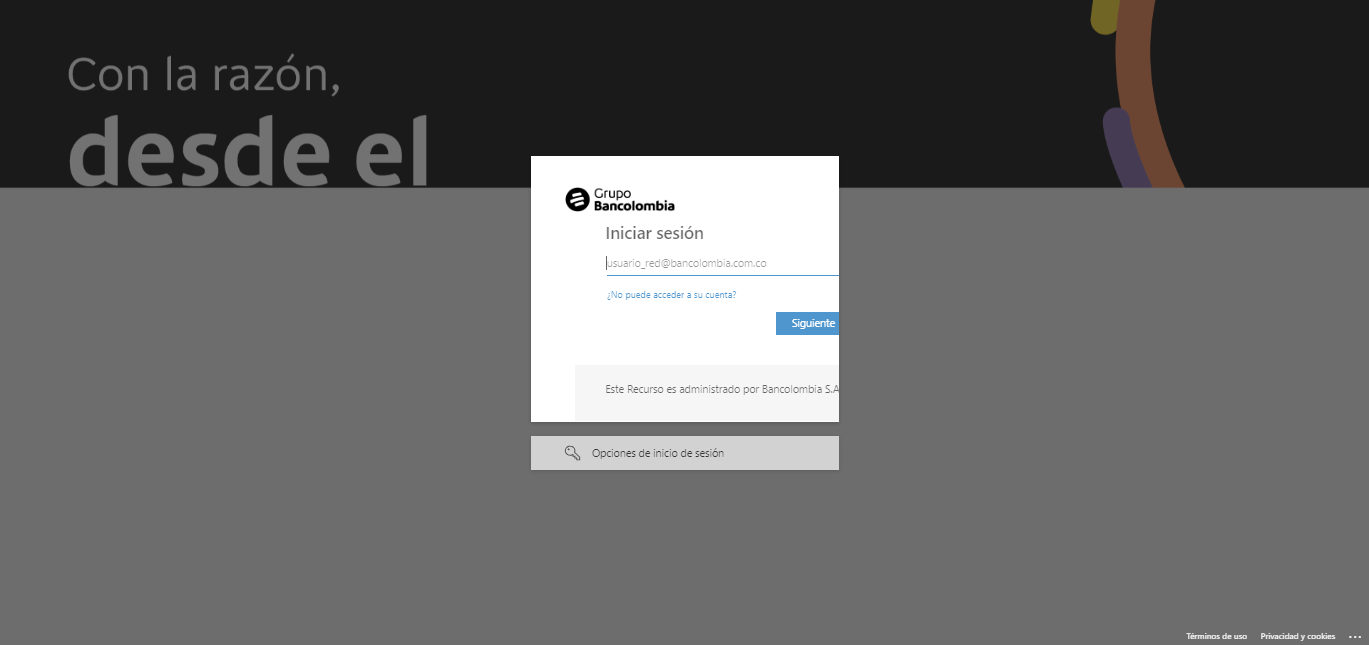 Con la razón,
desde el
Grupo
Bancolombia
Iniciar sesión
usuario_red@bancolombia.com.co
¿No puede acceder a su cuenta?
Siguiente
Este Recurso es administrado por Bancolombia S.A
Opciones de inicio de sesión
Términos de uso Privacidad y cookies ...